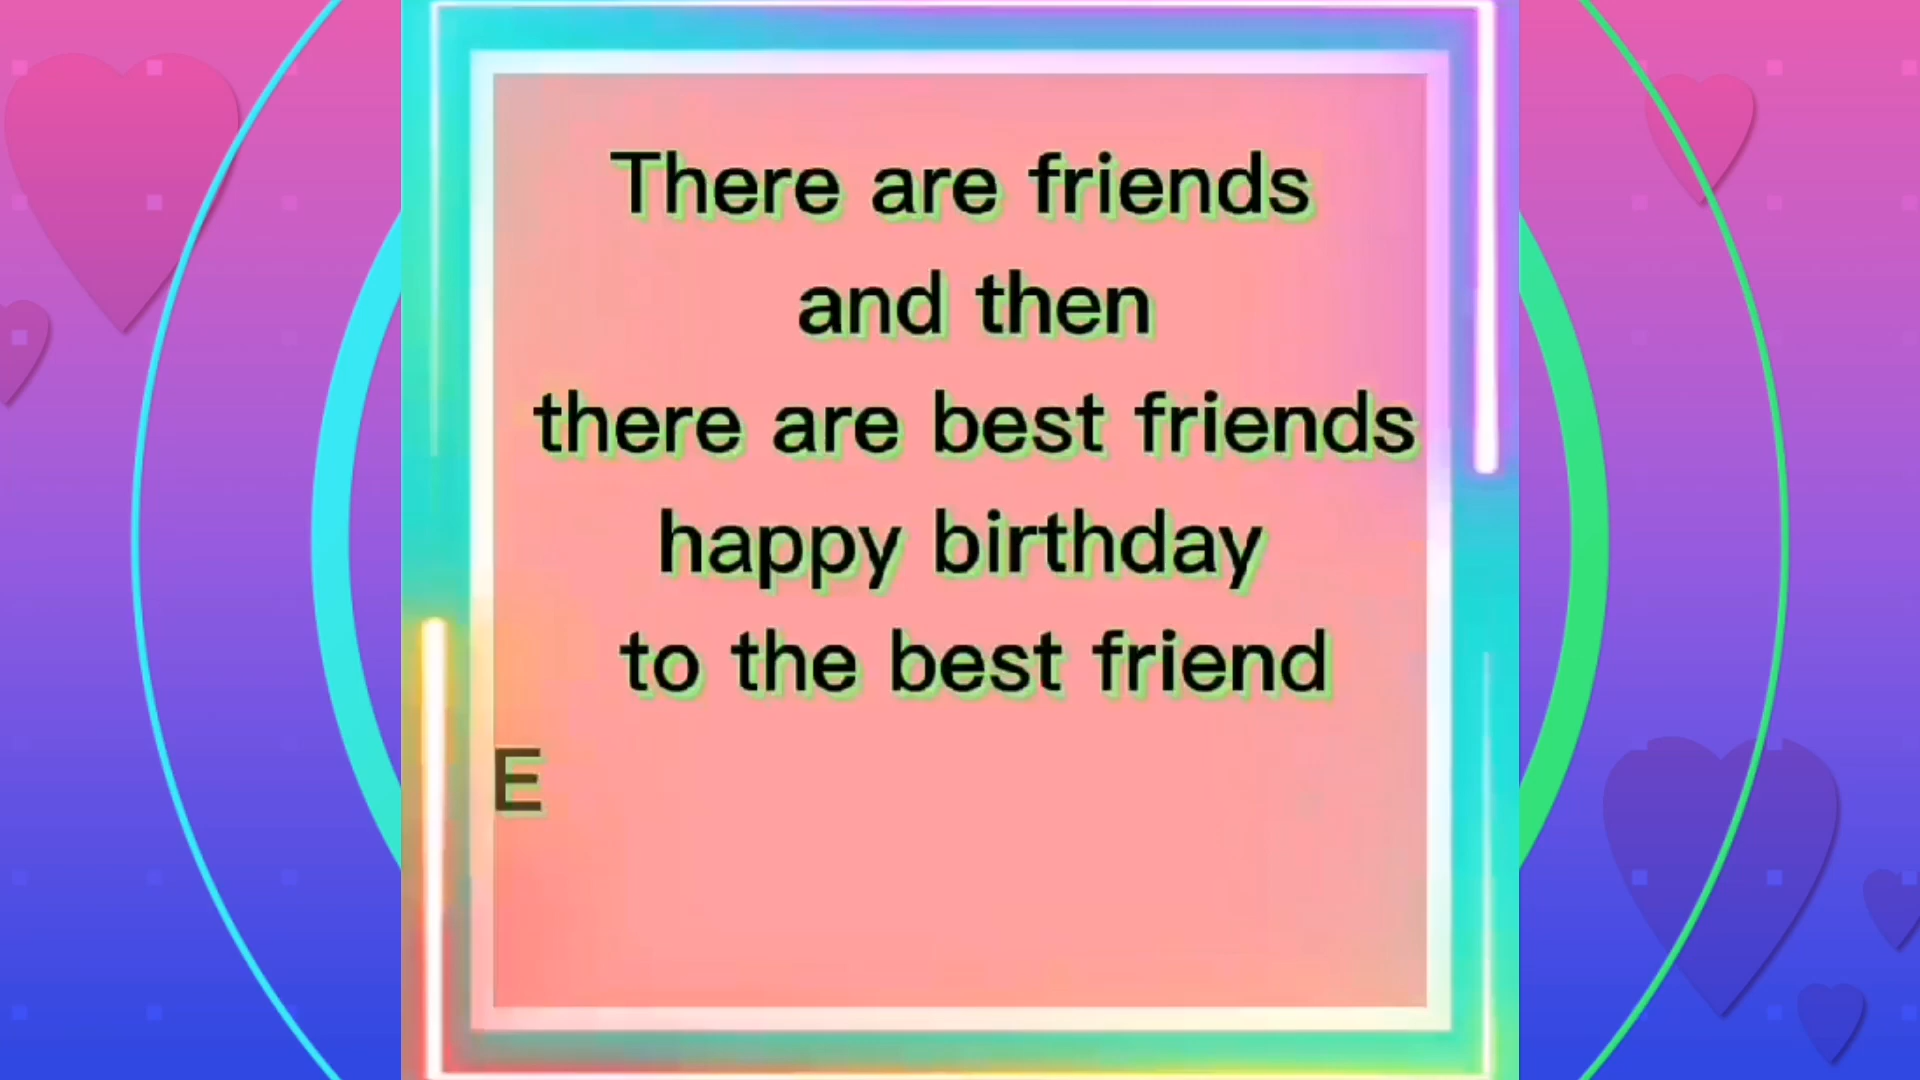 There are friends
and then
there are best friends
happy birthday
to the best friend
E